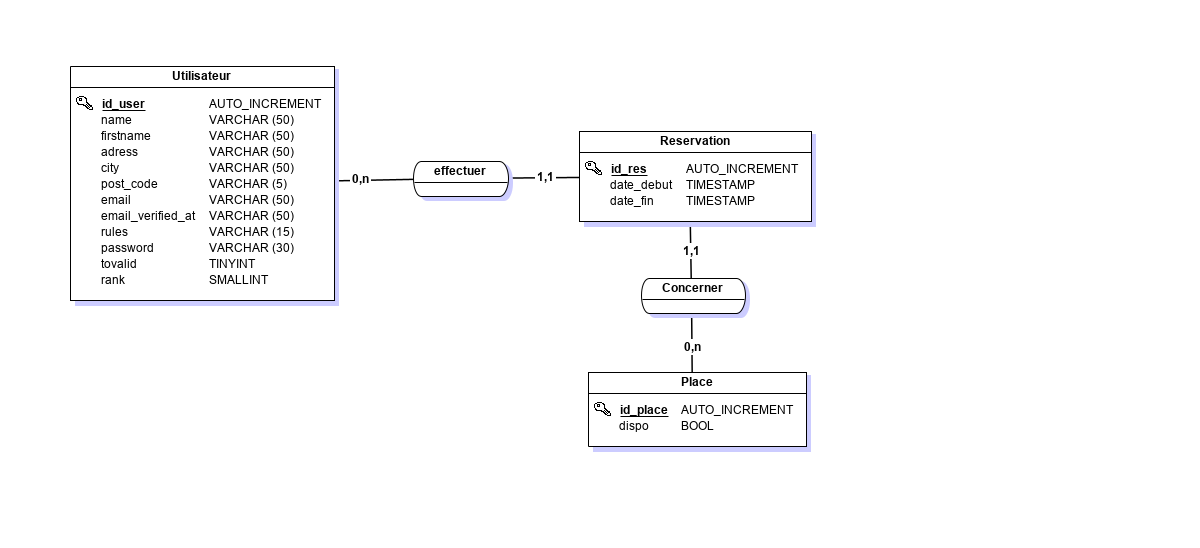 Utilisateur
id_user AUTO_INCREMENT
name VARCHAR (50)
firstname VARCHAR (50)
adress VARCHAR (50)
city VARCHAR (50)
post_code VARCHAR (5)
email VARCHAR (50)
email_verified_at VARCHAR (50)
rules VARCHAR (15)
password VARCHAR (30)
tovalid TINYINT
rank SMALLINT
0,n
effectuer
1,1
Reservation
id_res AUTO_INCREMENT
date_debut TIMESTAMP
date_fin TIMESTAMP
1,1
Concerner
0,n
Place
id_place AUTO_INCREMENT
dispo BOOL